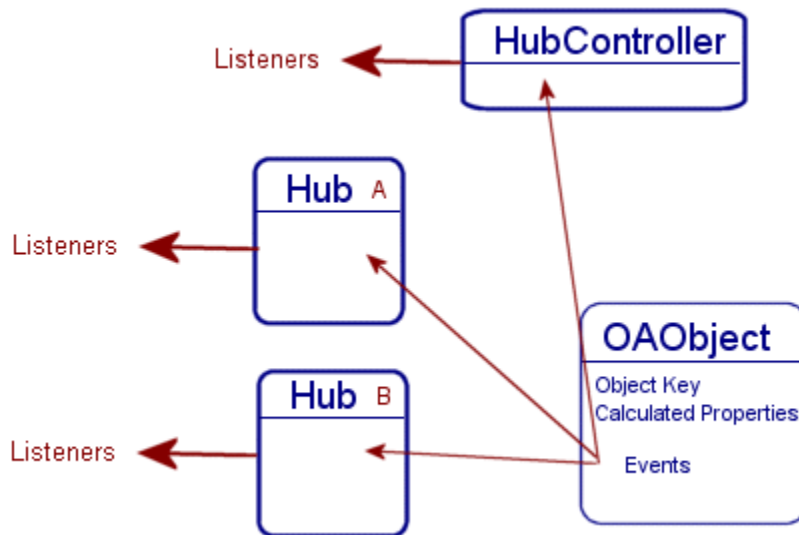 HubController
Listeners
Hub A
Listeners
OAObject
Object Key
Calculated Properties
Events
Hub B
Listeners